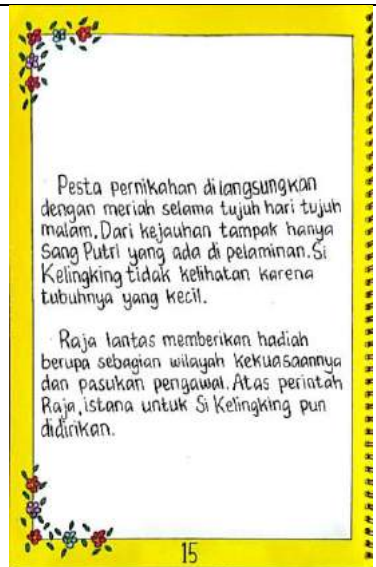 Pesta pernikahan dilangsungkan
dengan meriah selama tujuh hari tujuh
malam. Dari kejauhan tampak hanya
Sang Putri yang ada di pelaminan. Si
Kelingking tidak kelihatan karena
tubuhnya yang kecil.
Raja lantas memberikan hadiah
berupa sebagian wilayah kekuasaannya
dan pasukan pengawal. Atas perintah
Raja, istana untuk Si Kelingking pun
didirikan.
15